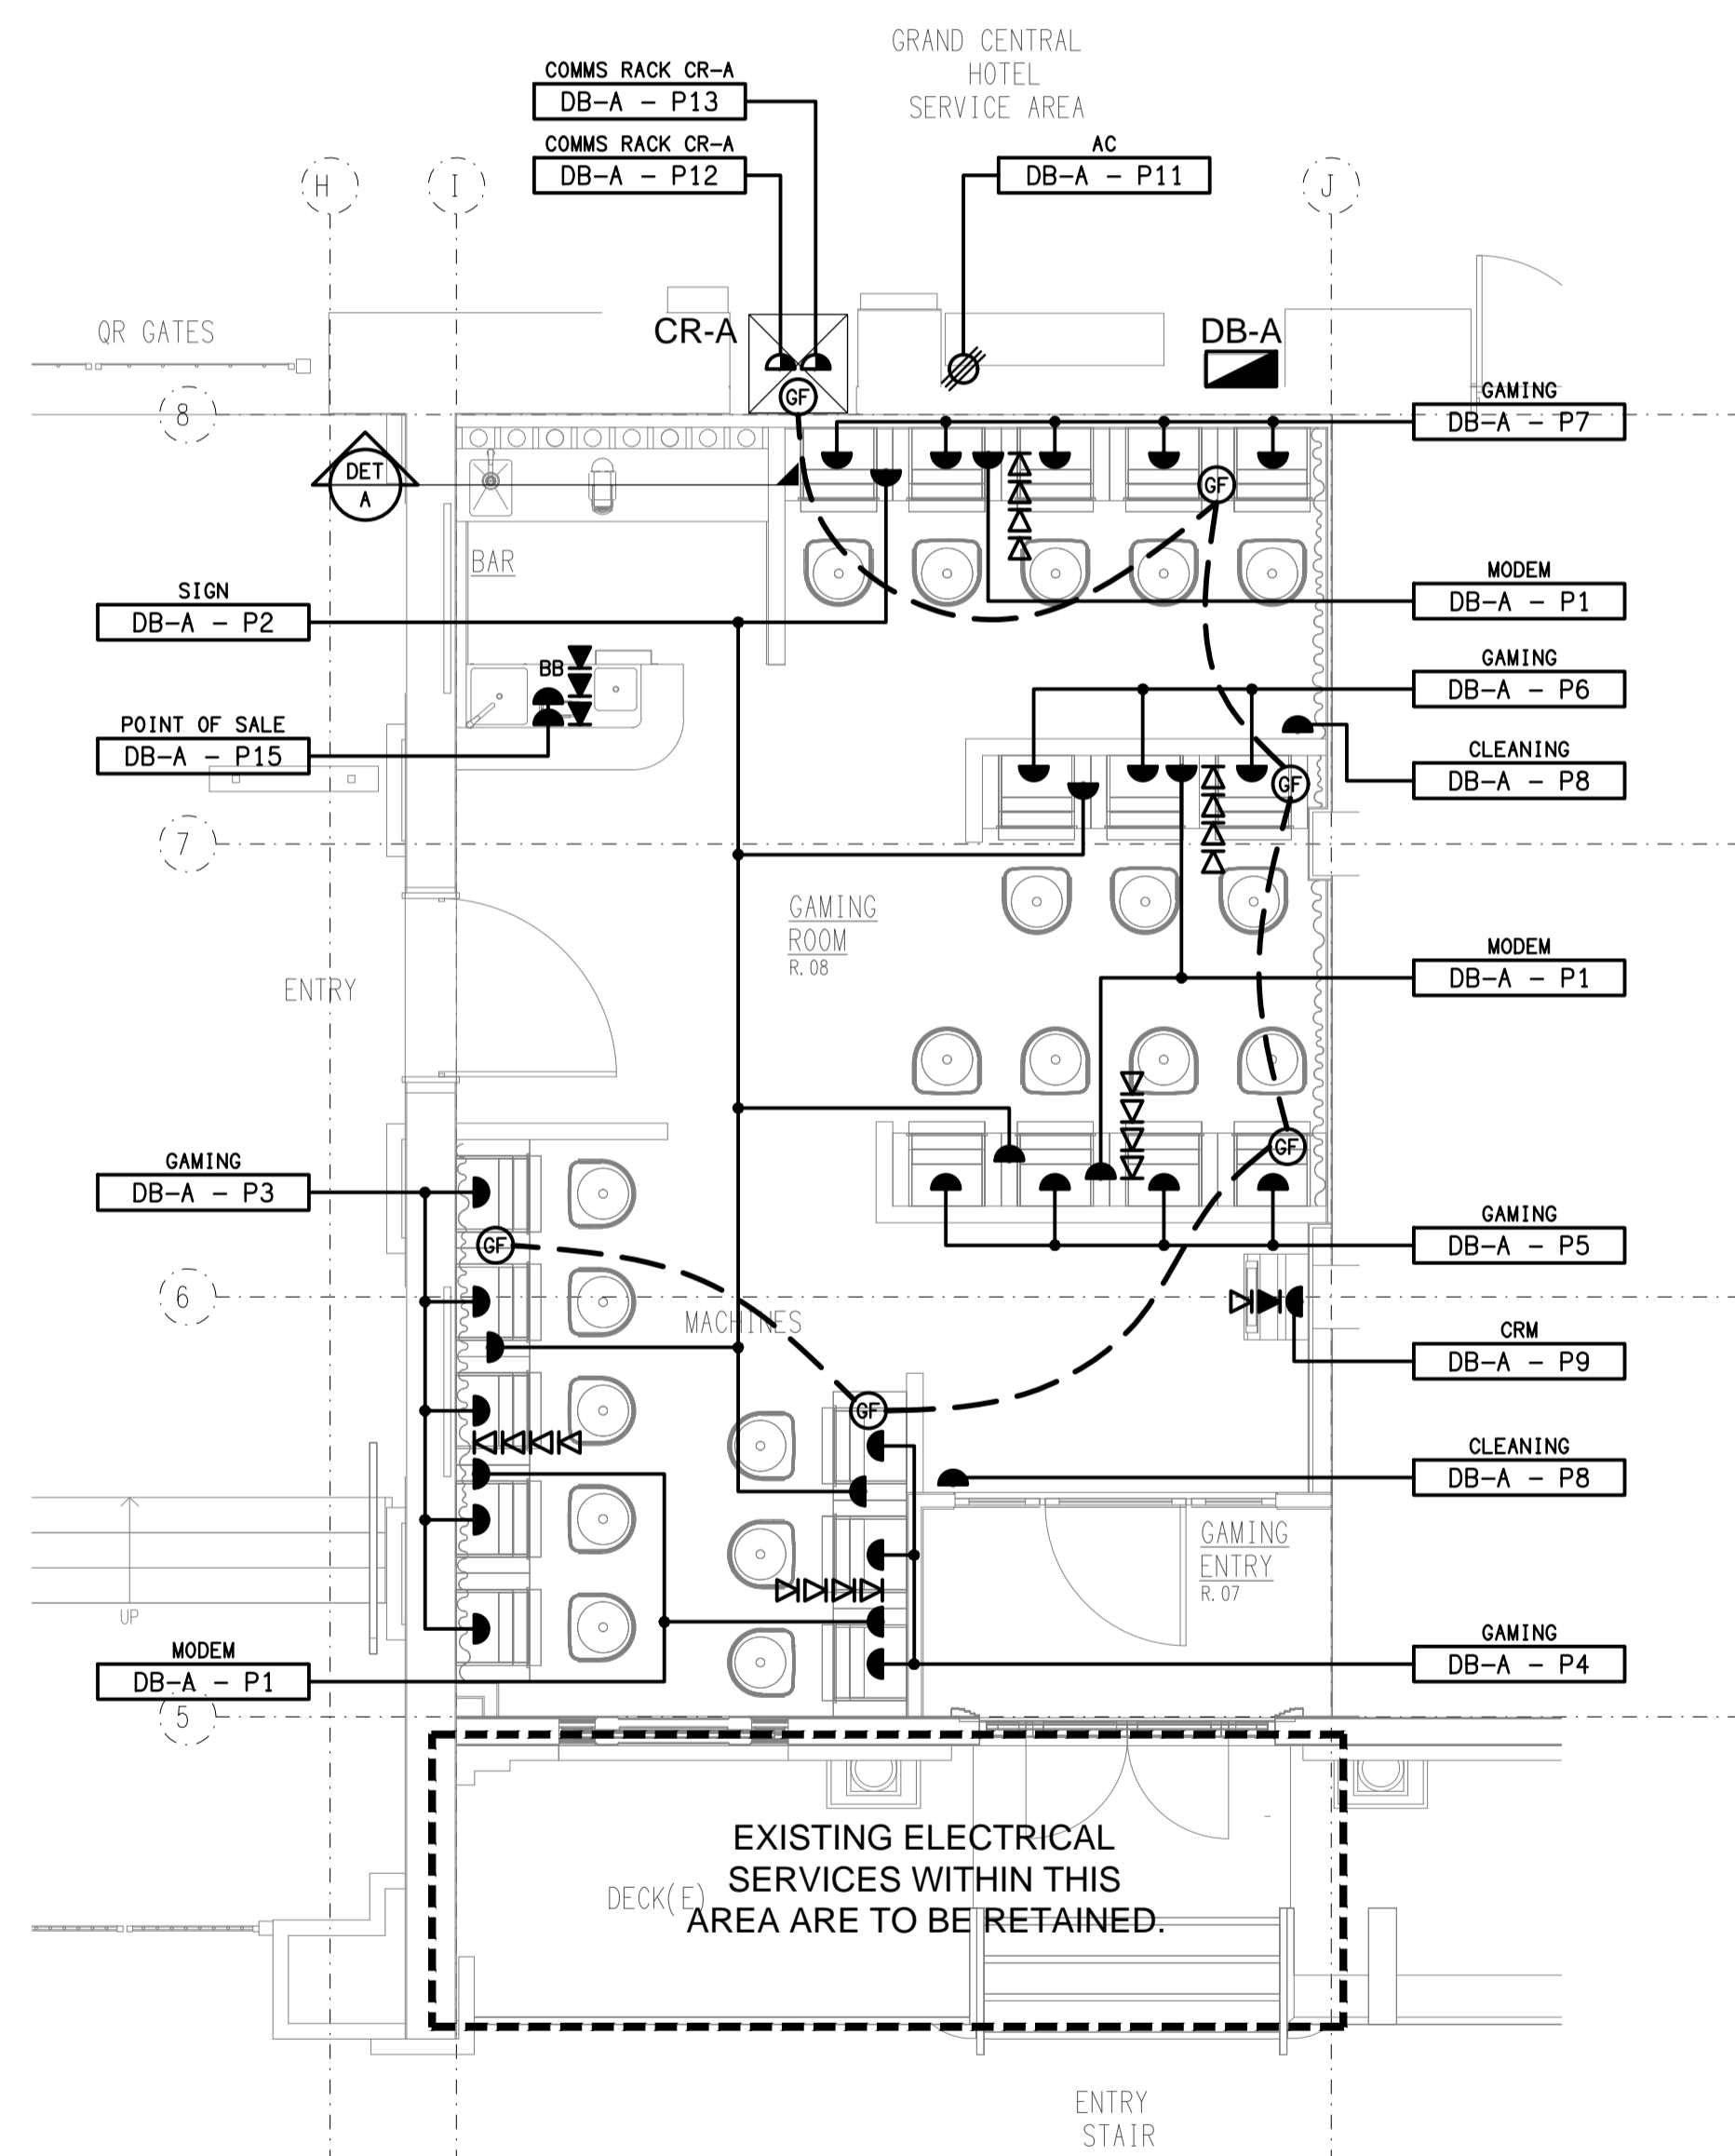 GRAND CENTRAL
HOTEL
SERVICE AREA
COMMS RACK CR-A
DB-A - P13
COMMS RACK CR-A
DB-A - P12
AC
DB-A - P11
H
I
J
QR GATES
CR-A
DB-A
8
GF
GAMING
DB-A - P7
DET
A
GF
BAR
MODEM
DB-A - P1
SIGN
DB-A - P2
BB
GAMING
DB-A - P6
POINT OF SALE
DB-A - P15
CLEANING
DB-A - P8
GF
7
GAMING
ROOM
R.08
MODEM
DB-A - P1
ENTRY
GF
GAMING
DB-A - P3
GF
GAMING
DB-A - P5
6
MACHINES
CRM
DB-A - P9
GF
CLEANING
DB-A - P8
GAMING
ENTRY
R.07
UP
MODEM
DB-A - P1
GAMING
DB-A - P4
5
EXISTING ELECTRICAL
SERVICES WITHIN THIS
AREA ARE TO BE RETAINED.
DECK(E)
ENTRY
STAIR